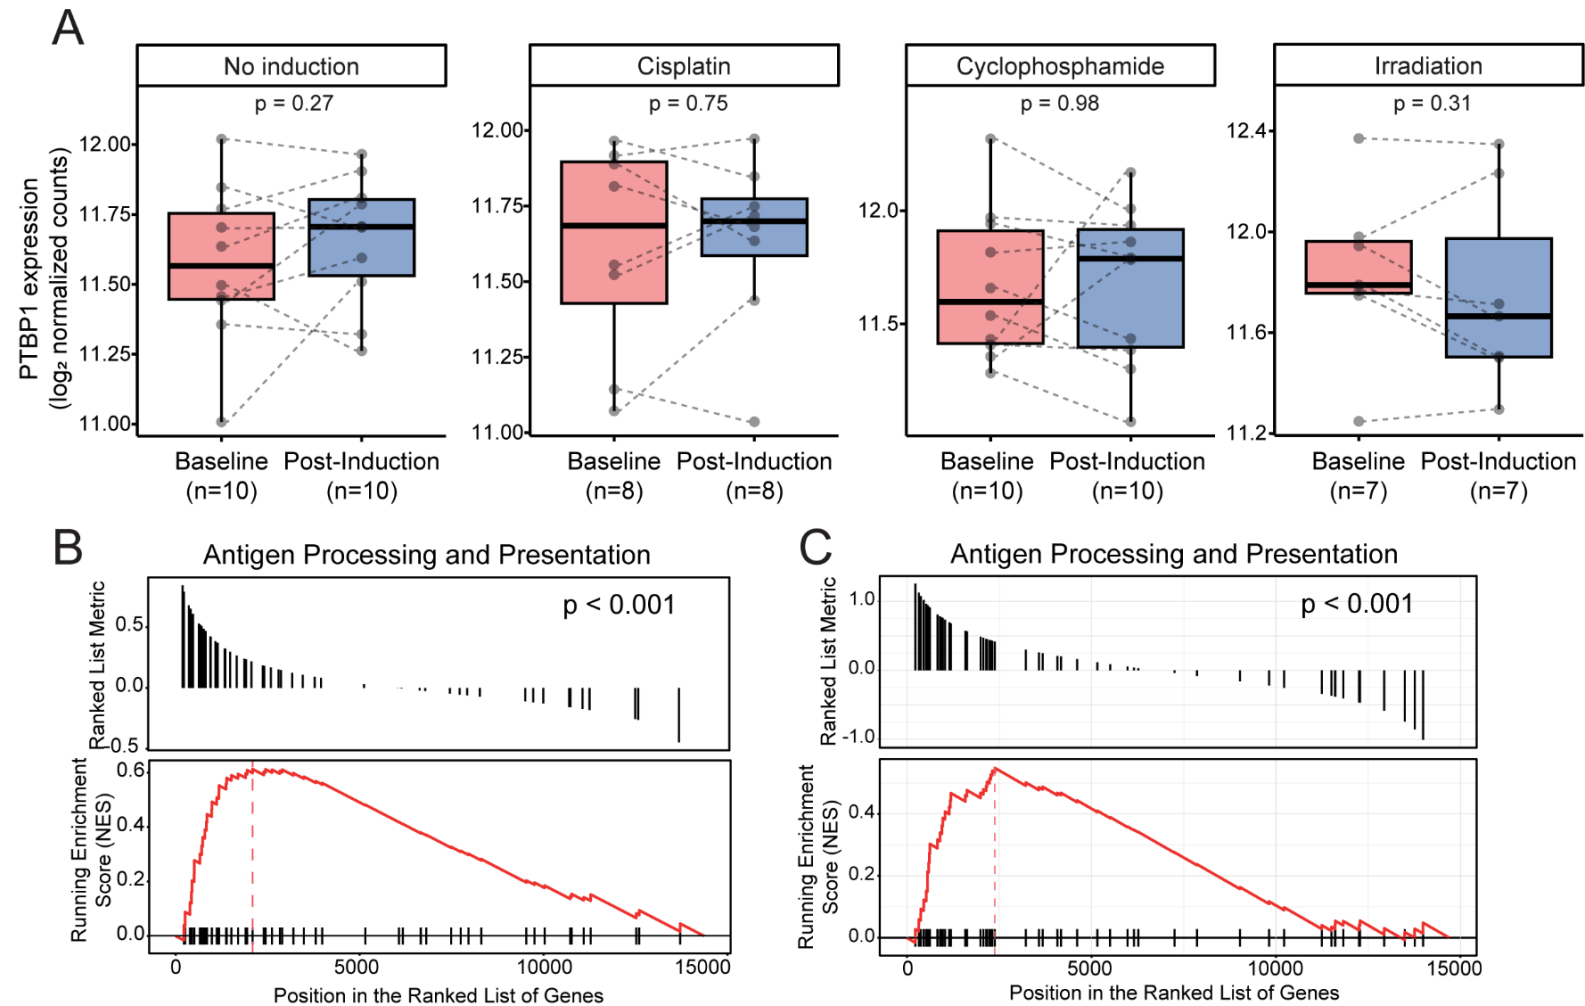 A
No induction
Cisplatin
Cyclophosphamide
Irradiation
p = 0.27
p = 0.75
p = 0.98
p = 0.31
PTBP1 expression
(log₂ normalized counts)
12.00
11.75
11.50
11.25
11.00
12.00
11.75
11.50
11.25
11.00
12.0
11.5
12.4
12.0
11.6
11.2
Baseline Post-Induction
(n=10) (n=10)
Baseline Post-Induction
(n=8) (n=8)
Baseline Post-Induction
(n=10) (n=10)
Baseline Post-Induction
(n=7) (n=7)
B
Antigen Processing and Presentation
p < 0.001
Ranked List Metric
0.5
0.0
-0.5
Running Enrichment
Score (NES)
0.6
0.4
0.2
0.0
0 5000 10000 15000
Position in the Ranked List of Genes
C
Antigen Processing and Presentation
p < 0.001
Ranked List Metric
1.0
0.0
-1.0
Running Enrichment
Score (NES)
0.4
0.2
0.0
0 5000 10000 15000
Position in the Ranked List of Genes